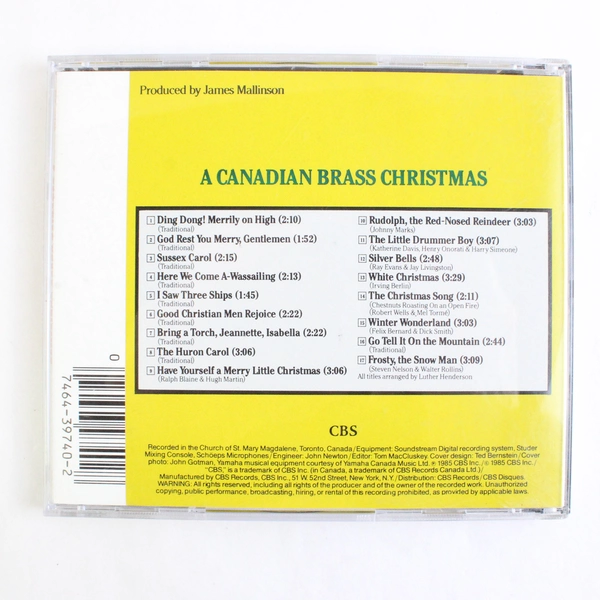 Produced by James Mallinson
A CANADIAN BRASS CHRISTMAS
1 Ding Dong! Merrily on High (2:10)
(Traditional)
2 God Rest You Merry, Gentlemen (1:52)
(Traditional)
3 Sussex Carol (2:15)
(Traditional)
4 Here We Come A-Wassailing (2:13)
(Traditional)
5 I Saw Three Ships (1:45)
(Traditional)
6 Good Christian Men Rejoice (2:22)
(Traditional)
7 Bring a Torch, Jeannette, Isabella (2:22)
(Traditional)
8 The Huron Carol (3:06)
(Traditional)
9 Have Yourself a Merry Little Christmas (3:06)
(Ralph Blaine & Hugh Martin)
10 Rudolph, the Red-Nosed Reindeer (3:03)
(Johnny Marks)
11 The Little Drummer Boy (3:07)
(Katherine Davis, Henry Onorati & Harry Simeone)
12 Silver Bells (2:48)
(Ray Evans & Jay Livingston)
13 White Christmas (3:29)
(Irving Berlin)
14 The Christmas Song (2:11)
(Chestnuts Roasting On an Open Fire)
(Robert Wells & Mel Tormé)
15 Winter Wonderland (3:03)
(Felix Bernard & Dick Smith)
16 Go Tell It On the Mountain (2:44)
(Traditional)
17 Frosty, the Snow Man (3:09)
(Steven Nelson & Walter Rollins)
All titles arranged by Luther Henderson
CBS
Recorded in the Church of St. Mary Magdalene, Toronto, Canada/Equipment: Soundstream Digital recording system, Studer
Mixing Console, Schöeps Microphones/Engineer: John Newton/Editor: Tom MacCluskey. Cover design: Ted Bernstein/Cover
photo: John Gotman, Yamaha musical equipment courtesy of Yamaha Canada Music Ltd. ℗ 1985 CBS Inc./© 1985 CBS Inc./
"CBS," is a trademark of CBS Inc. (in Canada, a trademark of CBS Records Canada Ltd.)/
Manufactured by CBS Records, CBS Inc., 51 W. 52nd Street, New York, N.Y./Distribution: CBS Records/CBS Disques.
WARNING: All rights reserved, including all rights of the producer and of the owner of the recorded work. Unauthorized
copying, public performance, broadcasting, hiring, or rental of this recording prohibited, as provided by applicable laws.
0
7464-39740-2